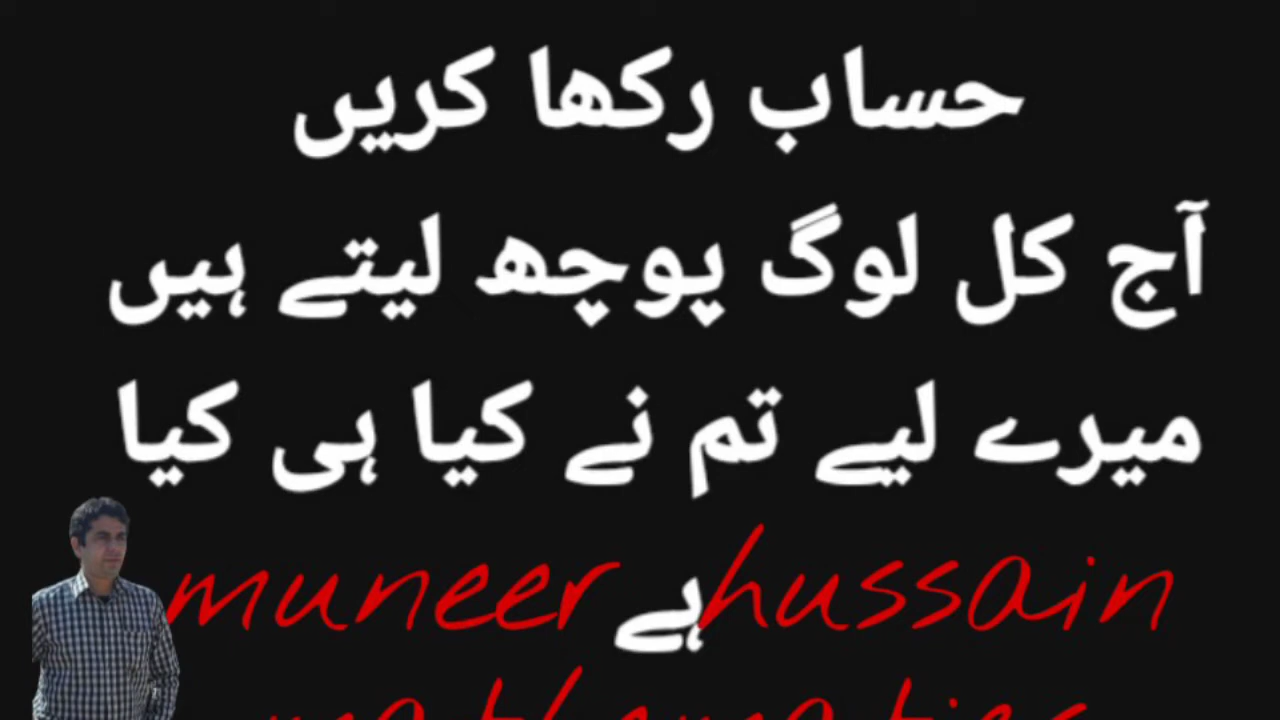 حساب رکھا کریں
آج کل لوگ پوچھ لیتے ہیں
میرے لیے تم نے کیا ہی کیا
ہے
muneer hussain
mathematics